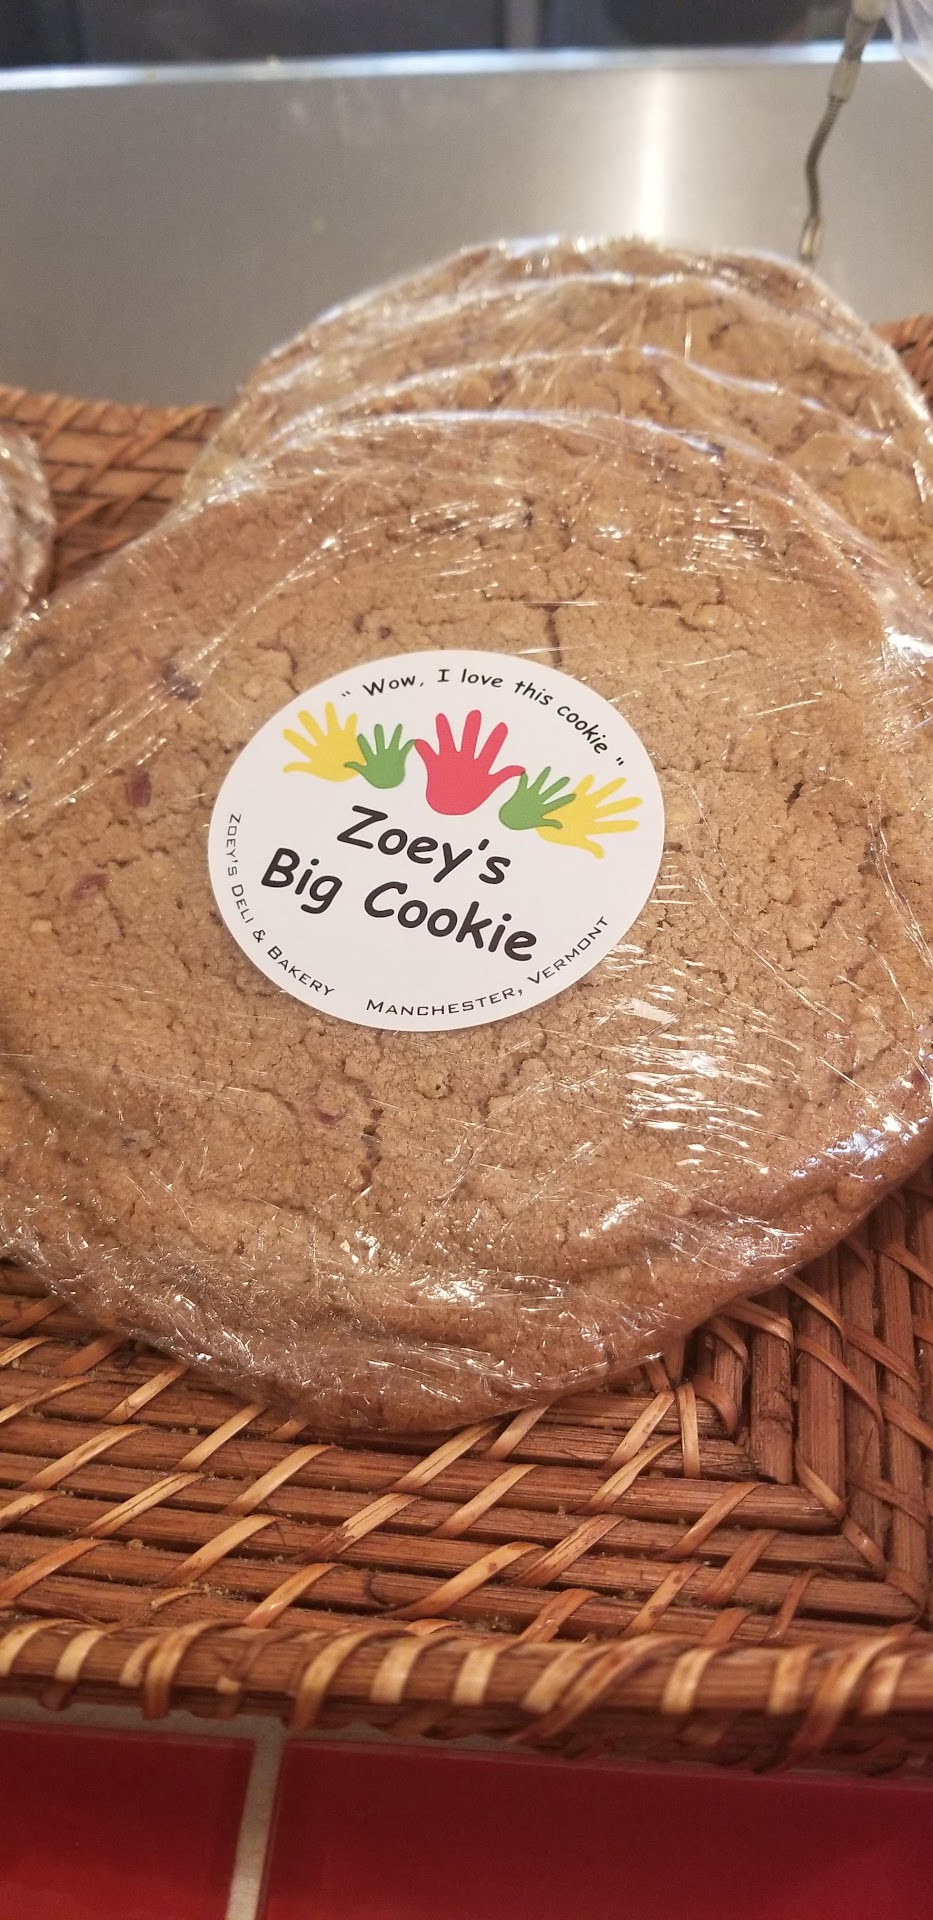 " Wow, I love this cookie "
Zoey's
Big Cookie
ZOEY'S DELI & BAKERY MANCHESTER, VERMONT